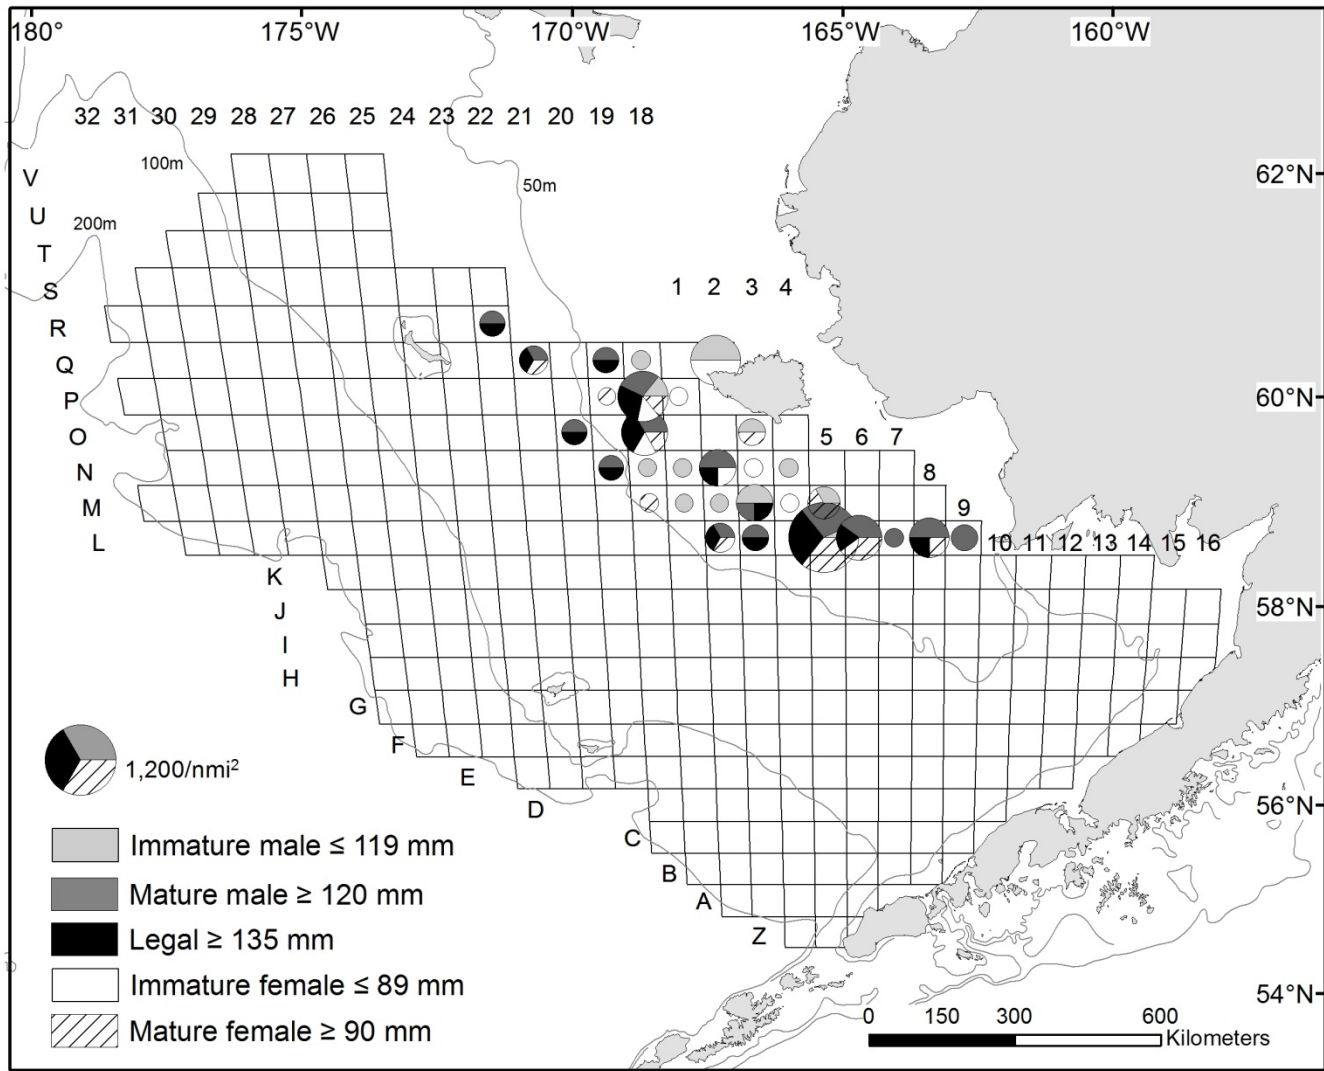 180° 175°W 170°W 165°W 160°W
32 31 30 29 28 27 26 25 24 23 22 21 20 19 18
100m
62°N
V
50m
U
200m
T
S
1 2 3 4
R
Q
P
60°N
O
5 6 7
N
8
M
9
L
10 11 12 13 14 15 16
K
J
58°N
I
H
G
F
1,200/nmi²
E
D
56°N
C
Immature male ≤ 119 mm
B
Mature male ≥ 120 mm
A
Legal ≥ 135 mm
Z
Immature female ≤ 89 mm
54°N
Mature female ≥ 90 mm
0 150 300 600
Kilometers